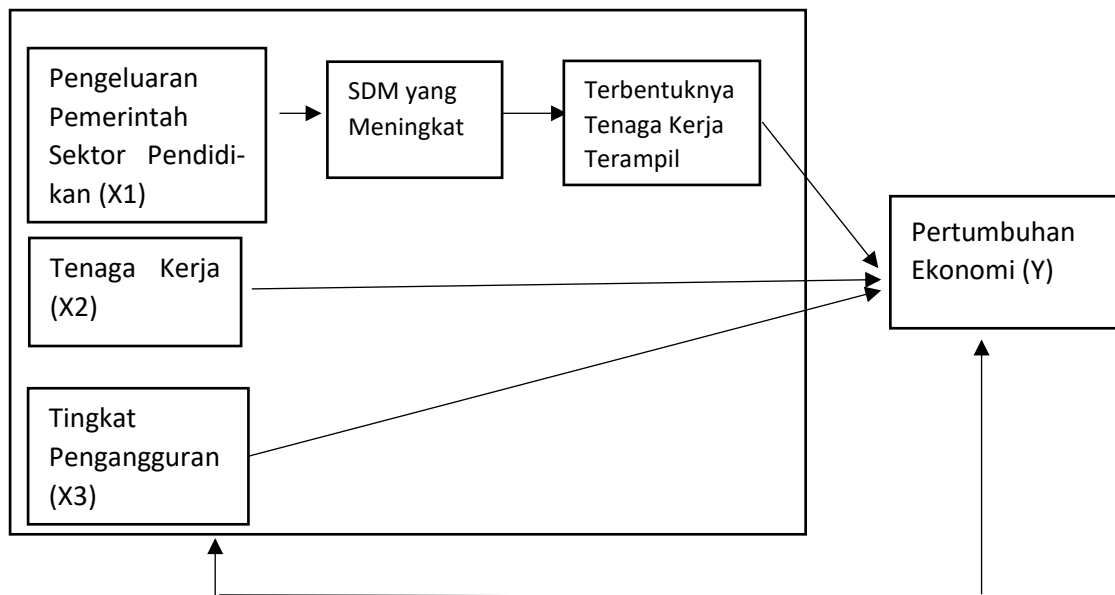 Pengeluaran
Pemerintah
Sektor Pendidi-
kan (X1)
SDM yang
Meningkat
Terbentuknya
Tenaga Kerja
Terampil
Pertumbuhan
Ekonomi (Y)
Tenaga Kerja
(X2)
Tingkat
Pengangguran
(X3)